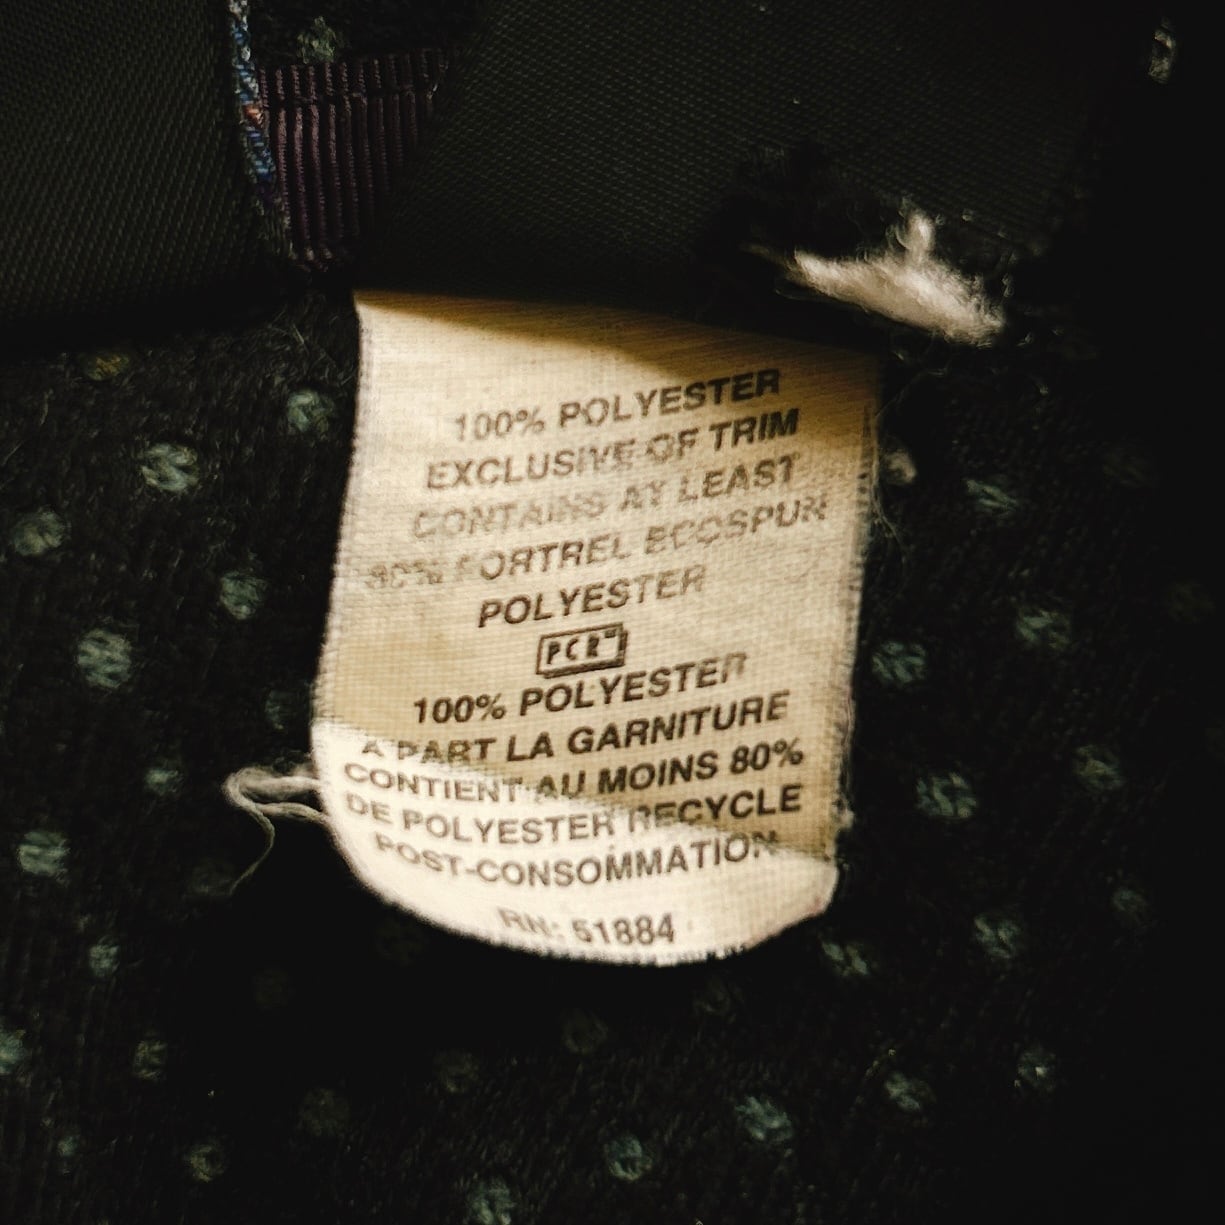 100% POLYESTER
EXCLUSIVE OF TRIM
CONTAINS AT LEAST
80% FORTREL ECOSPUN
POLYESTER
PCR
100% POLYESTER
A PART LA GARNITURE
CONTIENT AU MOINS 80%
DE POLYESTER RECYCLE
POST-CONSOMMATION
RN: 51884